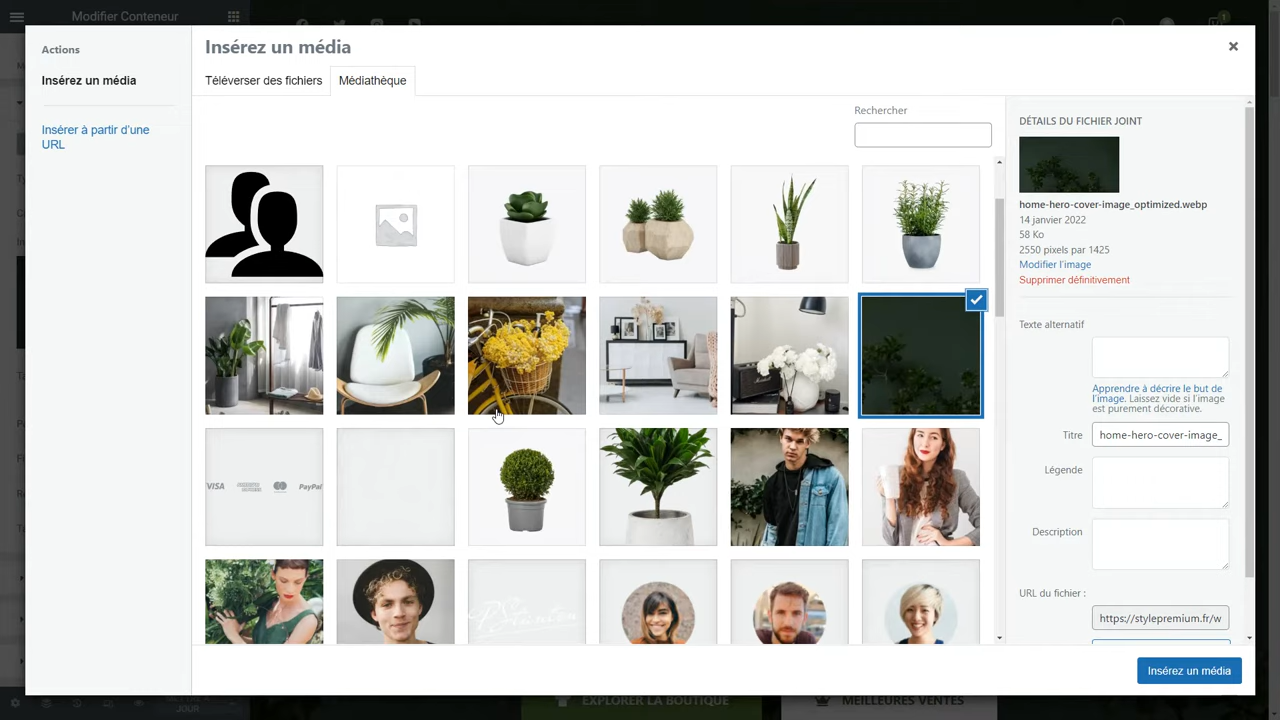 Modifier Conteneur
1
Actions
Insérez un média
Insérer à partir d'une
URL
Insérez un média
Téléverser des fichiers
Médiathèque
Rechercher
VISA
PayPal
DÉTAILS DU FICHIER JOINT
home-hero-cover-image_optimized.webp
14 janvier 2022
58 Ko
2550 pixels par 1425
Modifier l'image
Supprimer définitivement
Texte alternatif
Apprendre à décrire le but de
l'image. Laissez vide si l'image
est purement décorative.
Titre
home-hero-cover-image_
Légende
Description
URL du fichier :
https://stylepremium.fr/w
Insérez un média
JOUR
EXPLORER LA BOUTIQUE
MEILLEURES VENTES